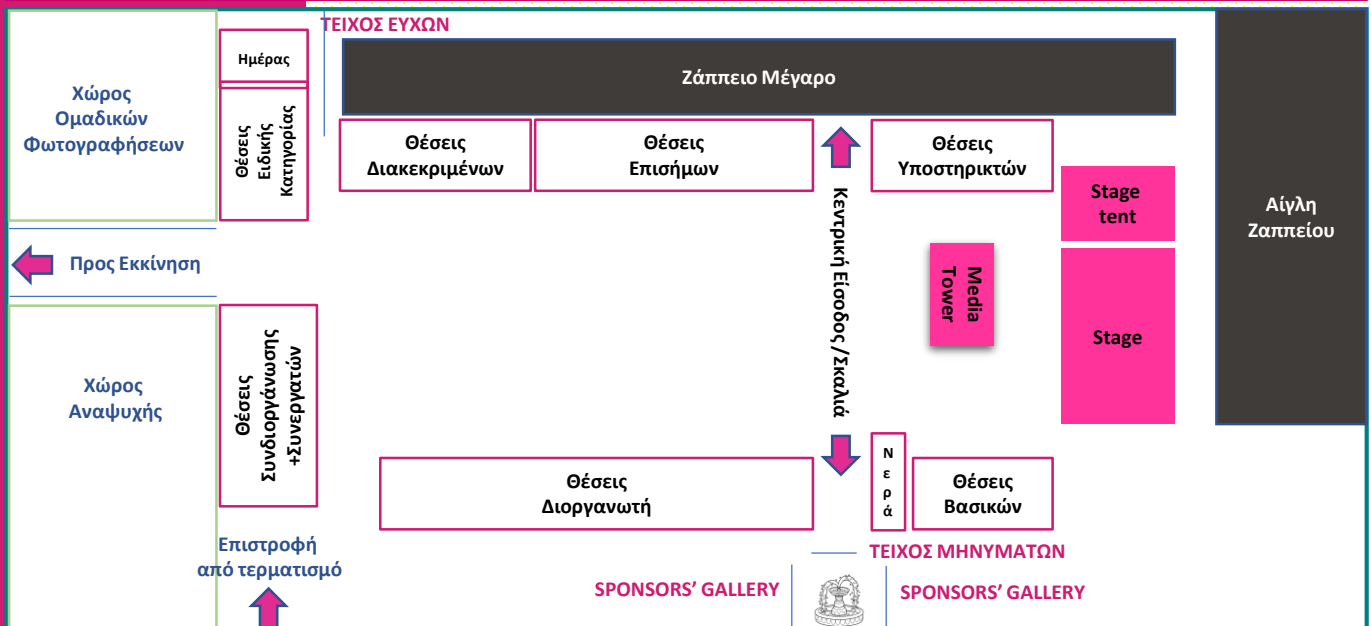 ΤΕΙΧΟΣ ΕΥΧΩΝ
Χώρος
Ομαδικών
Φωτογραφήσεων
Ημέρας
Θέσεις
Ειδικής
Κατηγορίας
Ζάππειο Μέγαρο
Θέσεις
Διακεκριμένων
Θέσεις
Επισήμων
Θέσεις
Υποστηρικτών
Stage
tent
Αίγλη
Ζαππείου
Προς Εκκίνηση
Κεντρική Είσοδος /Σκαλιά
Media
Tower
Stage
Χώρος
Αναψυχής
Θέσεις
Συνδιοργάνωσης
+Συνεργατών
Θέσεις
Διοργανωτή
Νερά
Θέσεις
Βασικών
Επιστροφή
από τερματισμό
ΤΕΙΧΟΣ ΜΗΝΥΜΑΤΩΝ
SPONSORS’ GALLERY
SPONSORS’ GALLERY